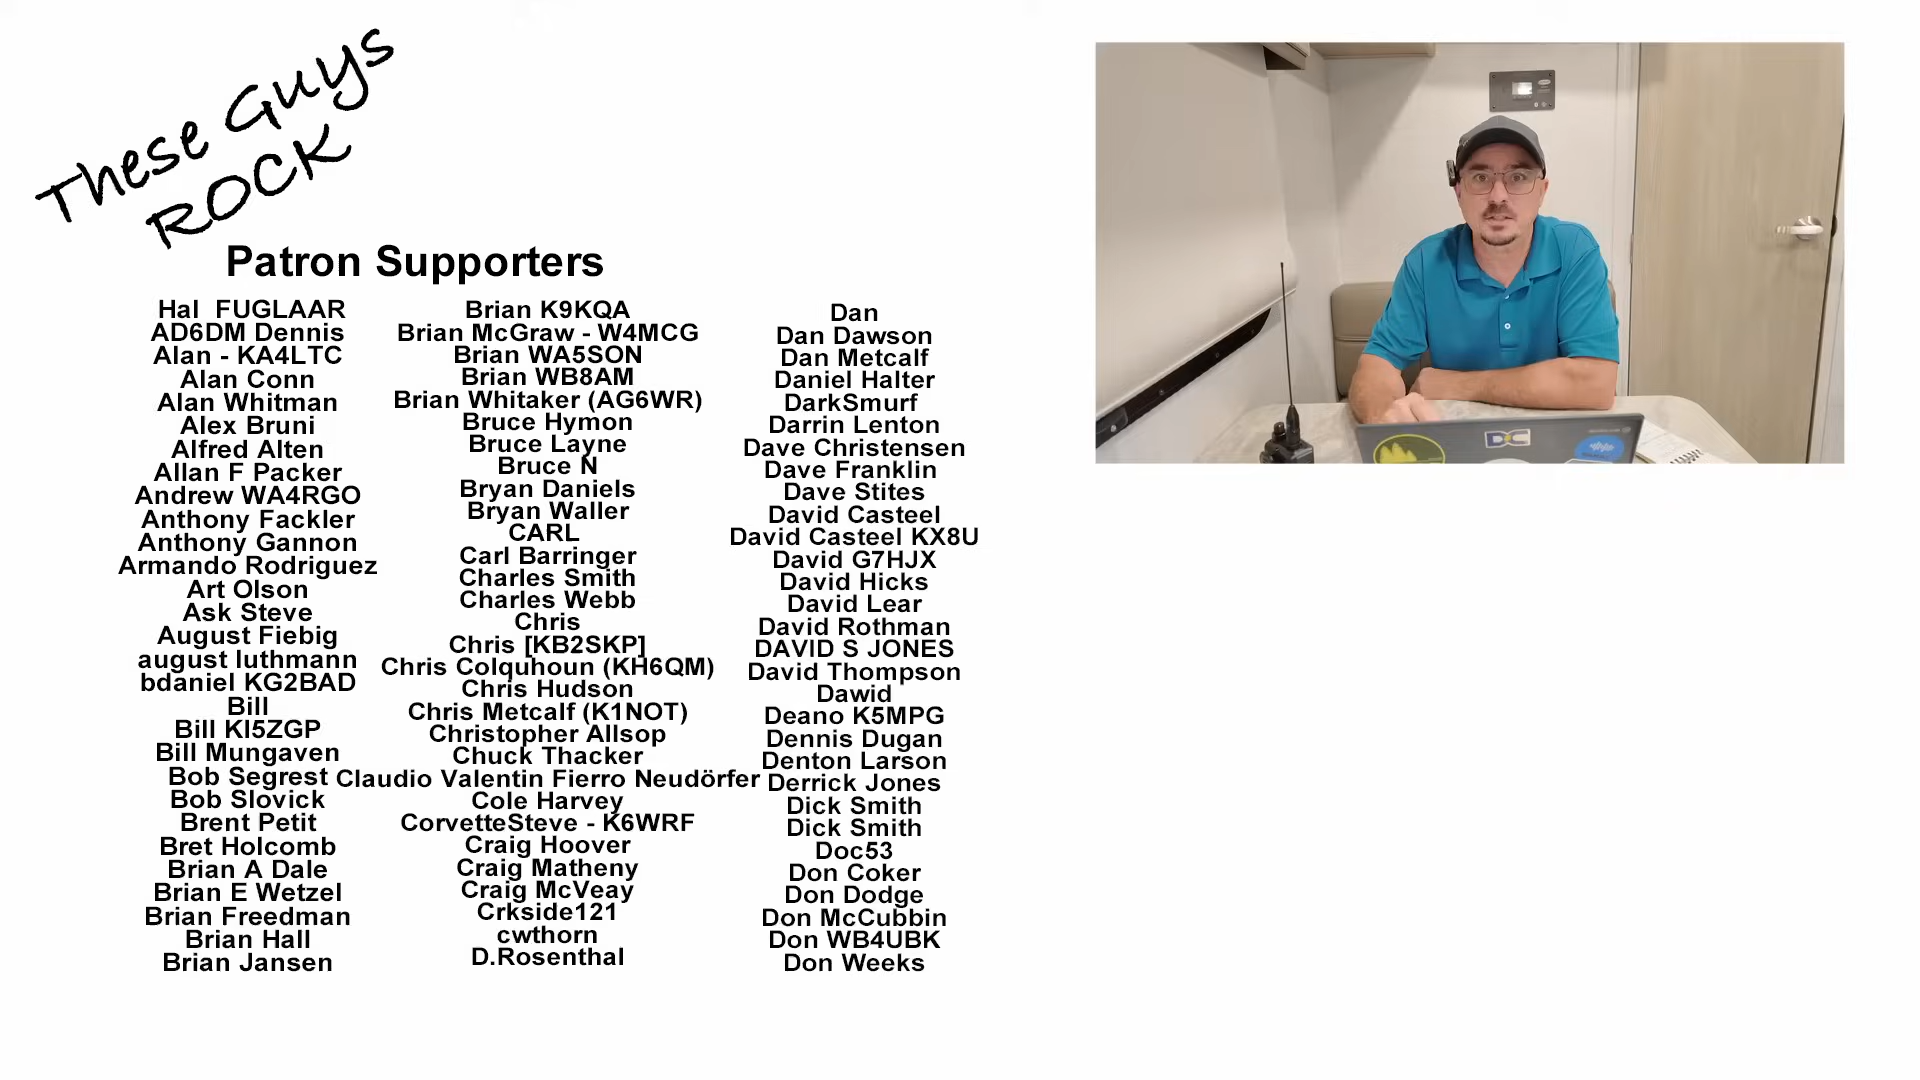 These Guys
ROCK
Patron Supporters
Hal  FUGLAAR
AD6DM Dennis
Alan - KA4LTC
Alan Conn
Alan Whitman
Alex Bruni
Alfred Alten
Allan F Packer
Andrew WA4RGO
Anthony Fackler
Anthony Gannon
Armando Rodriguez
Art Olson
Ask Steve
August Fiebig
august luthmann
bdaniel KG2BAD
Bill
Bill KI5ZGP
Bill Mungaven
Bob Segrest
Bob Slovick
Brent Petit
Bret Holcomb
Brian A Dale
Brian E Wetzel
Brian Freedman
Brian Hall
Brian Jansen
Brian K9KQA
Brian McGraw - W4MCG
Brian WA5SON
Brian WB8AM
Brian Whitaker (AG6WR)
Bruce Hymon
Bruce Layne
Bruce N
Bryan Daniels
Bryan Waller
CARL
Carl Barringer
Charles Smith
Charles Webb
Chris
Chris [KB2SKP]
Chris Colquhoun (KH6QM)
Chris Hudson
Chris Metcalf (K1NOT)
Christopher Allsop
Chuck Thacker
Claudio Valentin Fierro Neudörfer
Cole Harvey
CorvetteSteve - K6WRF
Craig Hoover
Craig Matheny
Craig McVeay
Crkside121
cwthorn
D.Rosenthal
Dan
Dan Dawson
Dan Metcalf
Daniel Halter
DarkSmurf
Darrin Lenton
Dave Christensen
Dave Franklin
Dave Stites
David Casteel
David Casteel KX8U
David G7HJX
David Hicks
David Lear
David Rothman
DAVID S JONES
David Thompson
Dawid
Deano K5MPG
Dennis Dugan
Denton Larson
Derrick Jones
Dick Smith
Dick Smith
Doc53
Don Coker
Don Dodge
Don McCubbin
Don WB4UBK
Don Weeks